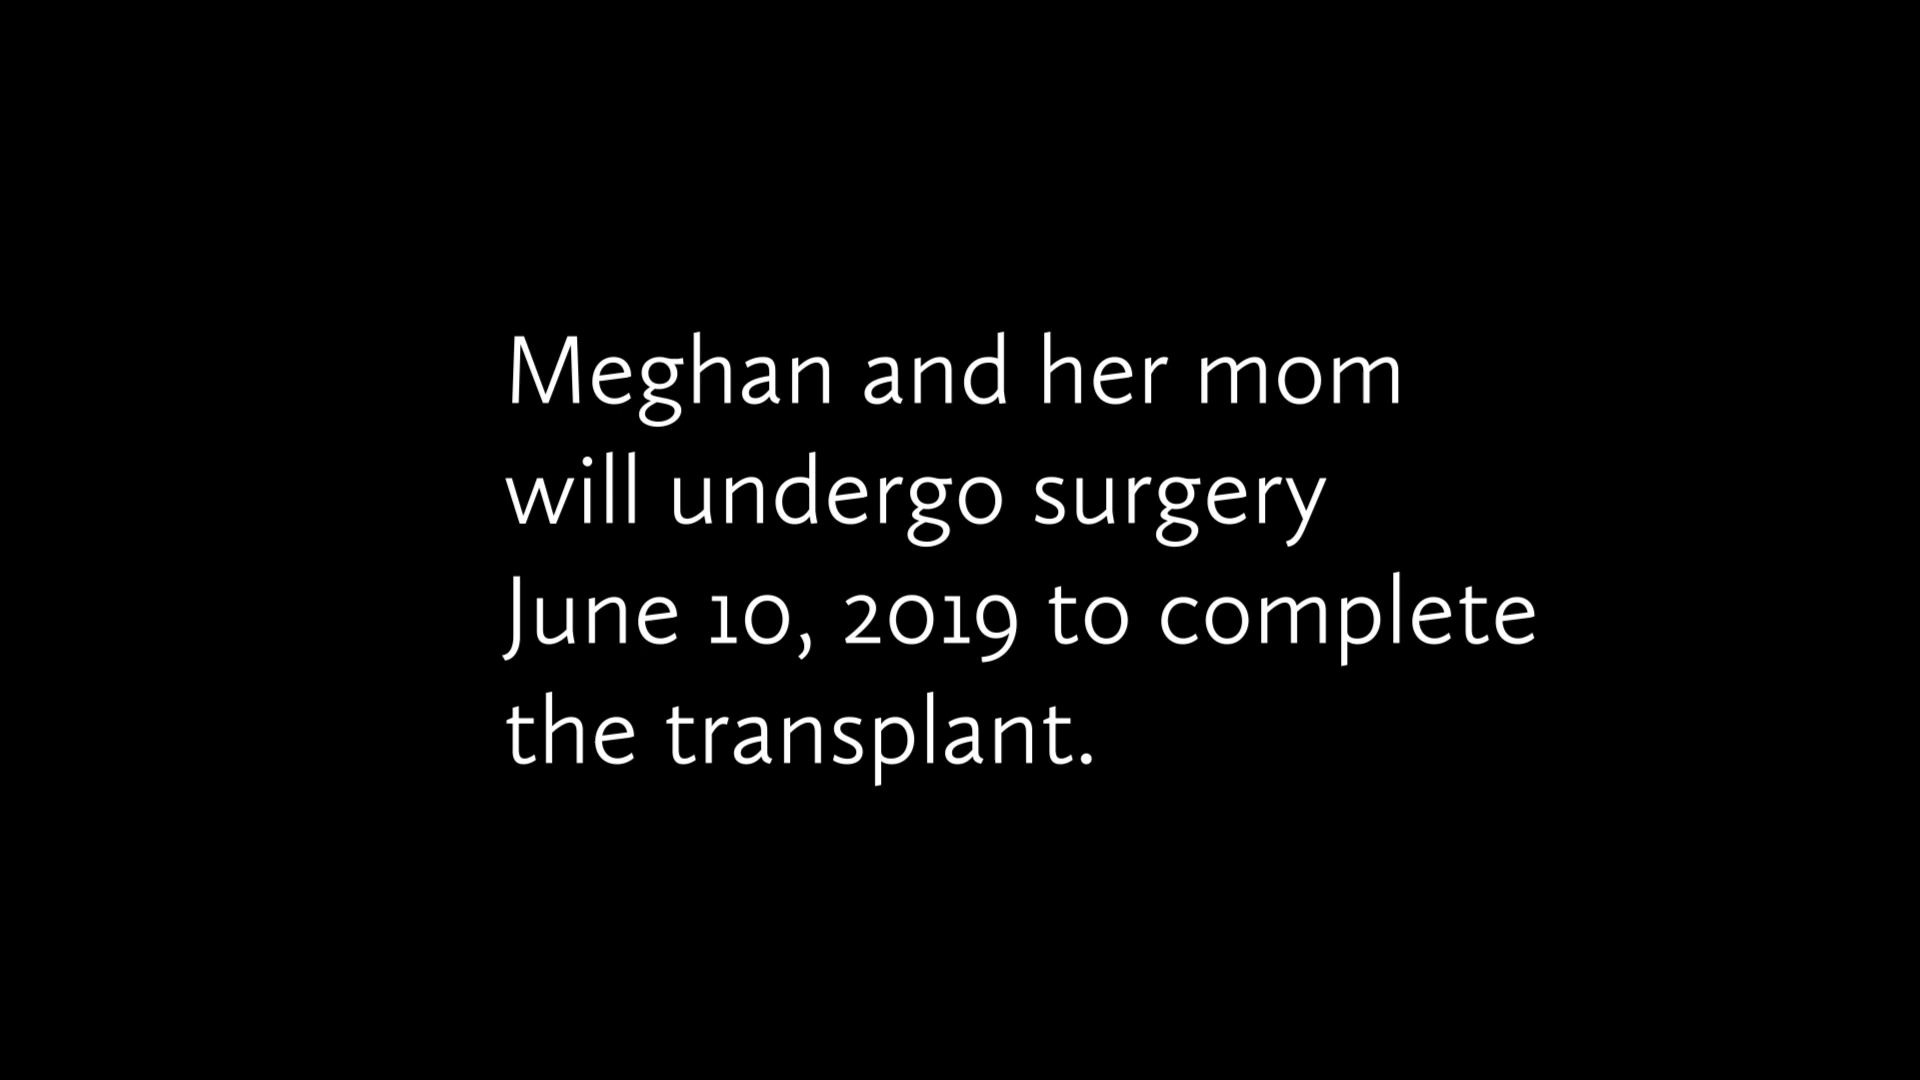 Meghan and her mom
will undergo surgery
June 10, 2019 to complete
the transplant.